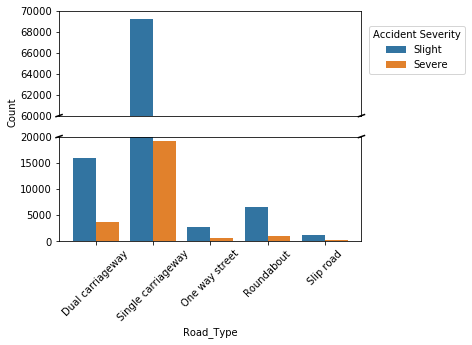 70000
68000
66000
64000
62000
60000
20000
15000
10000
5000
0
Count
Dual carriageway
Single carriageway
One way street
Roundabout
Slip road
Road_Type
Accident Severity
Slight
Severe